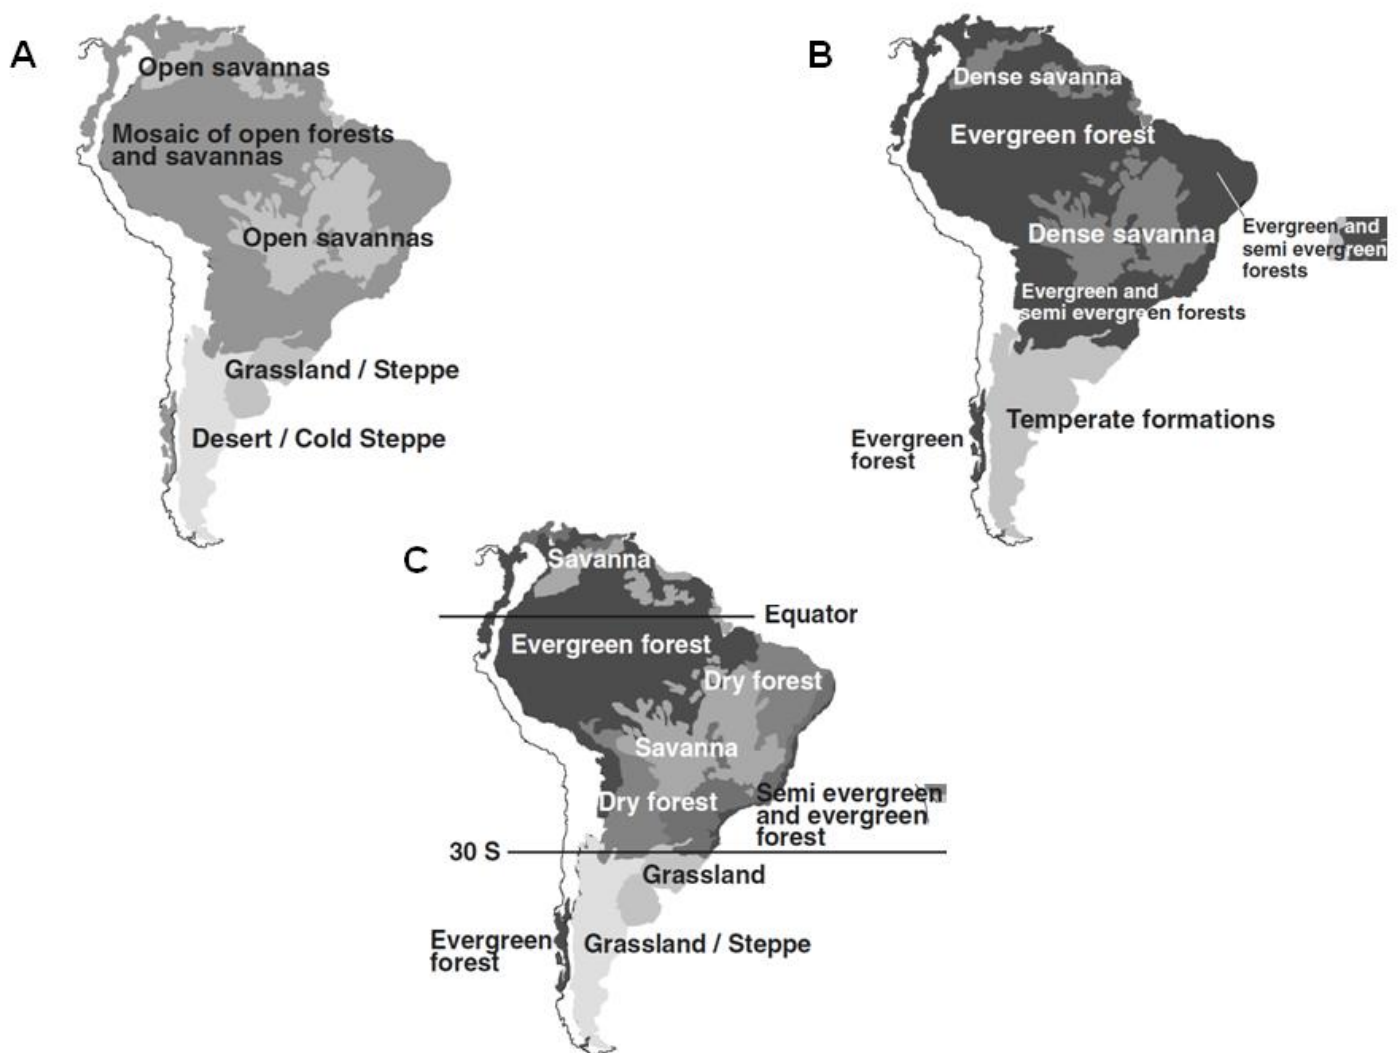 A
Open savannas
Mosaic of open forests
and savannas
Open savannas
Grassland / Steppe
Desert / Cold Steppe
B
Dense savanna
Evergreen forest
Dense savanna
Evergreen and
semi evergreen
forests
Evergreen and
semi evergreen forests
Temperate formations
Evergreen
forest
C
Savanna
Equator
Evergreen forest
Dry forest
Savanna
Dry forest
Semi evergreen
and evergreen
forest
30 S
Grassland
Evergreen
forest
Grassland / Steppe